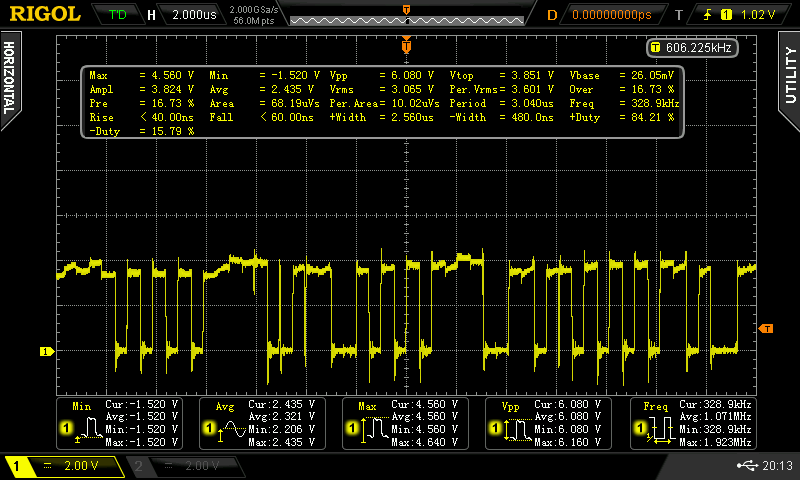 RIGOL T'D H 2.000us 2.000GSa/s 56.0M pts D 0.00000000ps T 1 1.02 V
HORIZONTAL
UTILITY
T
T 606.225kHz
Max = 4.560 V Min = -1.520 V Vpp = 6.080 V Vtop = 3.851 V Vbase = 26.05mV
Ampl = 3.824 V Avg = 2.435 V Vrms = 3.065 V Per.Vrms= 3.601 V Over = 16.73 %
Pre = 16.73 % Area = 68.19uVs Per.Area= 10.02uVs Period = 3.040us Freq = 328.9kHz
Rise < 40.00ns Fall < 60.00ns +Width = 2.560us -Width = 480.0ns +Duty = 84.21 %
-Duty = 15.79 %
T
1
Min Cur:-1.520 V
Avg:-1.520 V
1 Min:-1.520 V
Max:-1.520 V
Avg Cur:2.435 V
Avg:2.321 V
1 Min:2.206 V
Max:2.435 V
Max Cur:4.560 V
Avg:4.560 V
1 Min:4.560 V
Max:4.640 V
Vpp Cur:6.080 V
Avg:6.080 V
1 Min:6.080 V
Max:6.160 V
Freq Cur:328.9kHz
Avg:1.071MHz
1 Min:328.9kHz
Max:1.923MHz
1 2.00 V 2 2.00 V 20:13